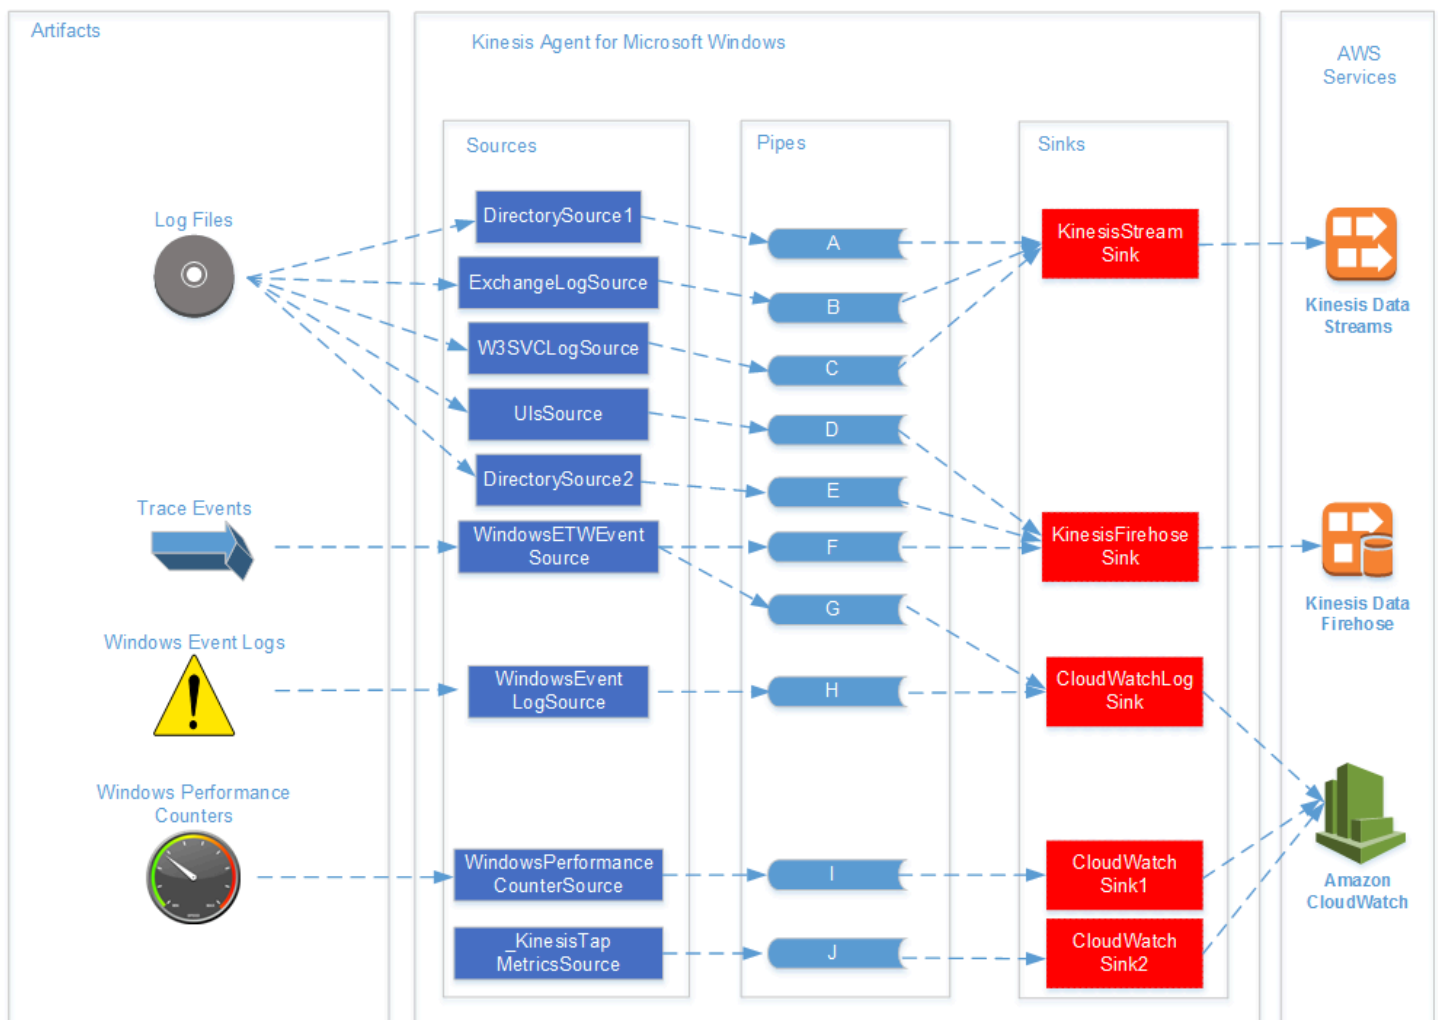 Artifacts
Kinesis Agent for Microsoft Windows
AWS
Services
Sources
Pipes
Sinks
Log Files
DirectorySource1
ExchangeLogSource
W3SVCLogSource
UlsSource
DirectorySource2
Trace Events
WindowsETWEvent
Source
Windows Event Logs
WindowsEvent
LogSource
Windows Performance
Counters
WindowsPerformance
CounterSource
_KinesisTap
MetricsSource
A
B
C
D
E
F
G
H
I
J
KinesisStream
Sink
KinesisFirehose
Sink
CloudWatchLog
Sink
CloudWatch
Sink1
CloudWatch
Sink2
Kinesis Data
Streams
Kinesis Data
Firehose
Amazon
CloudWatch